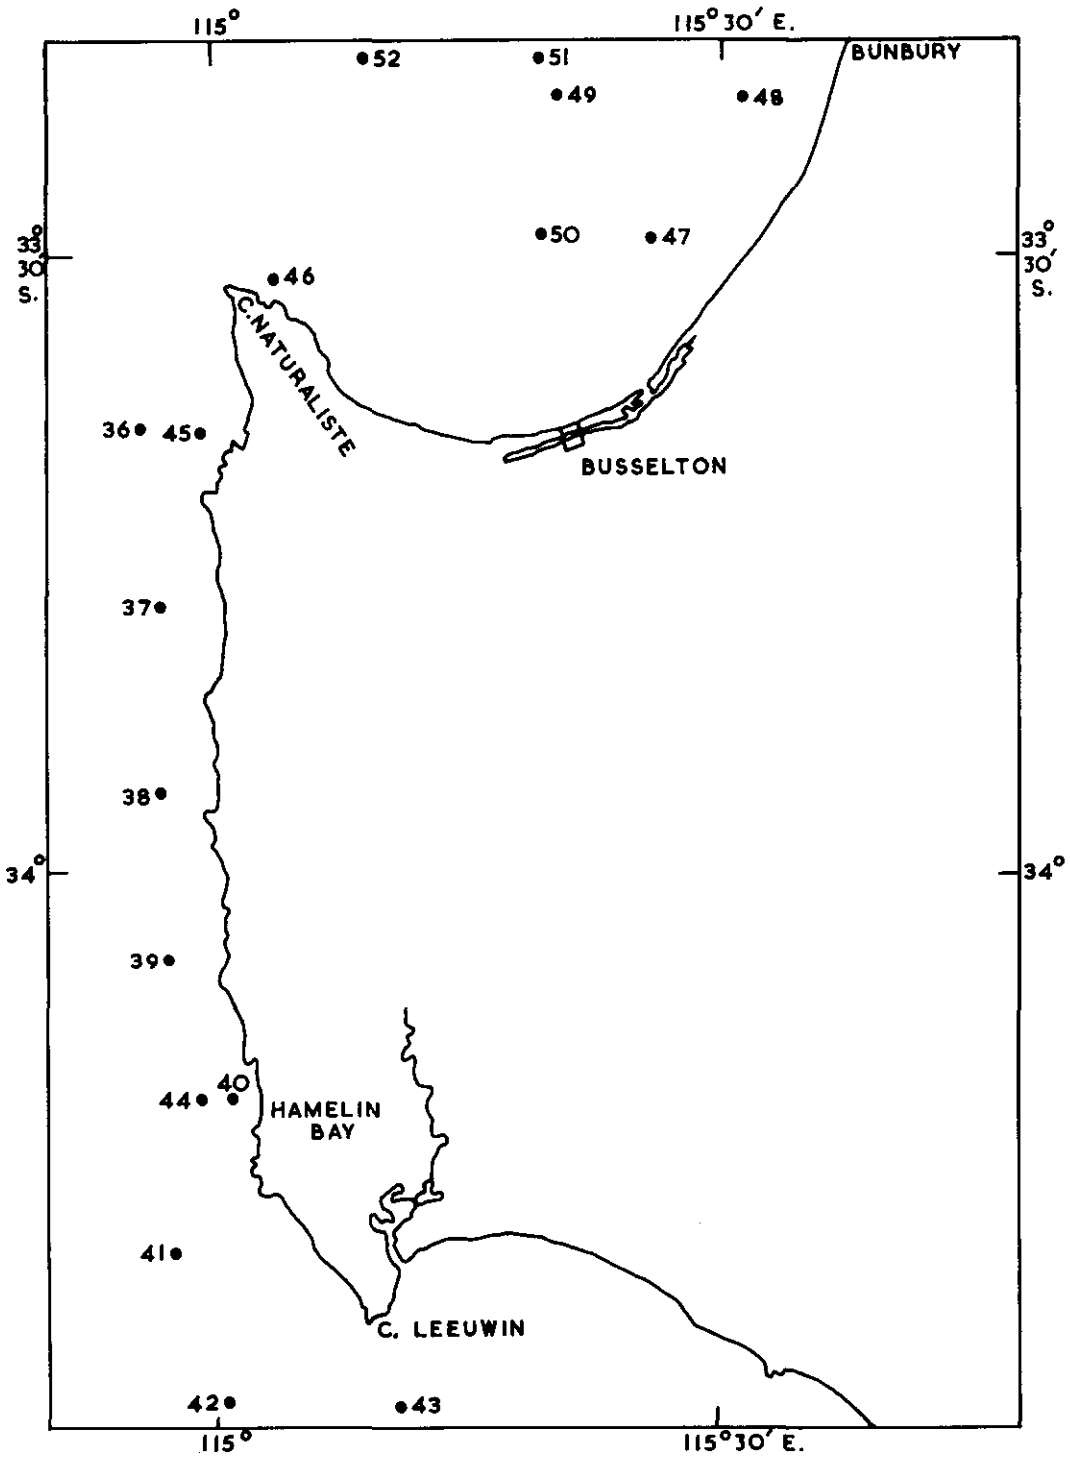 115°
115°30′ E.
52
51
BUNBURY
49
48
50
47
33°
30′
S.
33°
30′
S.
46
C. NATURALISTE
36
45
BUSSELTON
37
38
34°
34°
39
40
44
HAMELIN
BAY
41
C. LEEUWIN
42
43
115°
115°30′ E.